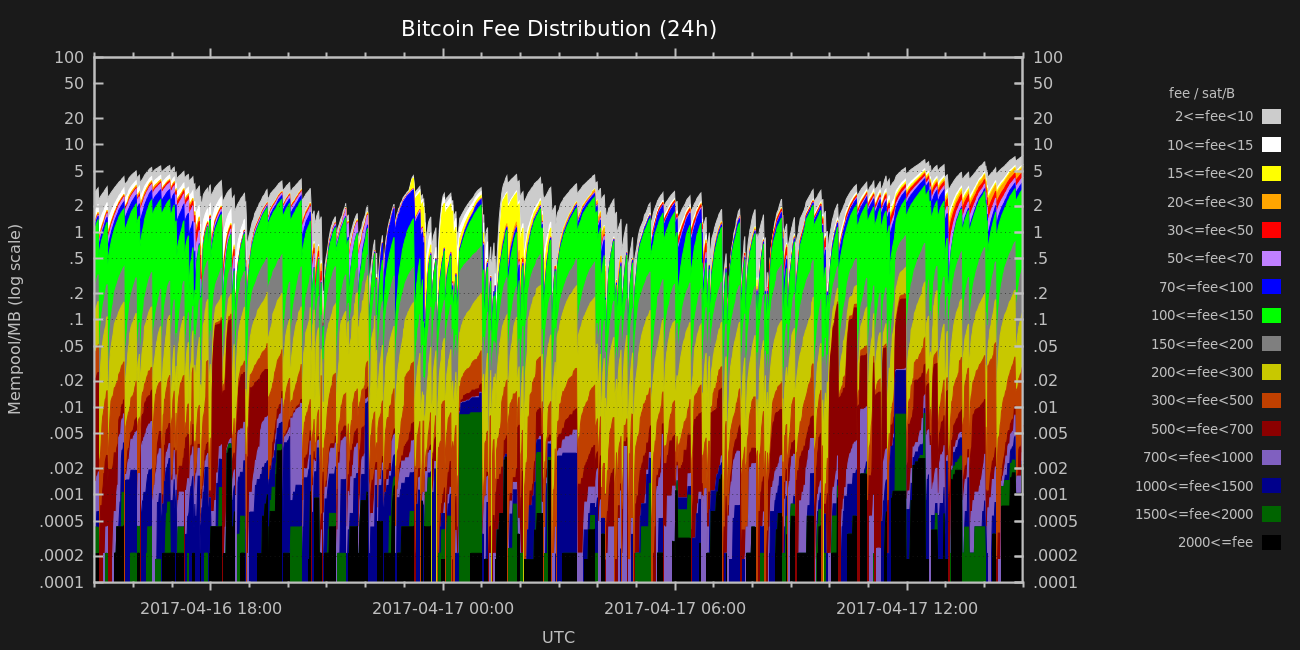 Bitcoin Fee Distribution (24h)
Mempool/MB (log scale)
100
50
20
10
5
2
1
.5
.2
.1
.05
.02
.01
.005
.002
.001
.0005
.0002
.0001
100
50
20
10
5
2
1
.5
.2
.1
.05
.02
.01
.005
.002
.001
.0005
.0002
.0001
2017-04-16 18:00
2017-04-17 00:00
2017-04-17 06:00
2017-04-17 12:00
UTC
fee / sat/B
2<=fee<10
10<=fee<15
15<=fee<20
20<=fee<30
30<=fee<50
50<=fee<70
70<=fee<100
100<=fee<150
150<=fee<200
200<=fee<300
300<=fee<500
500<=fee<700
700<=fee<1000
1000<=fee<1500
1500<=fee<2000
2000<=fee